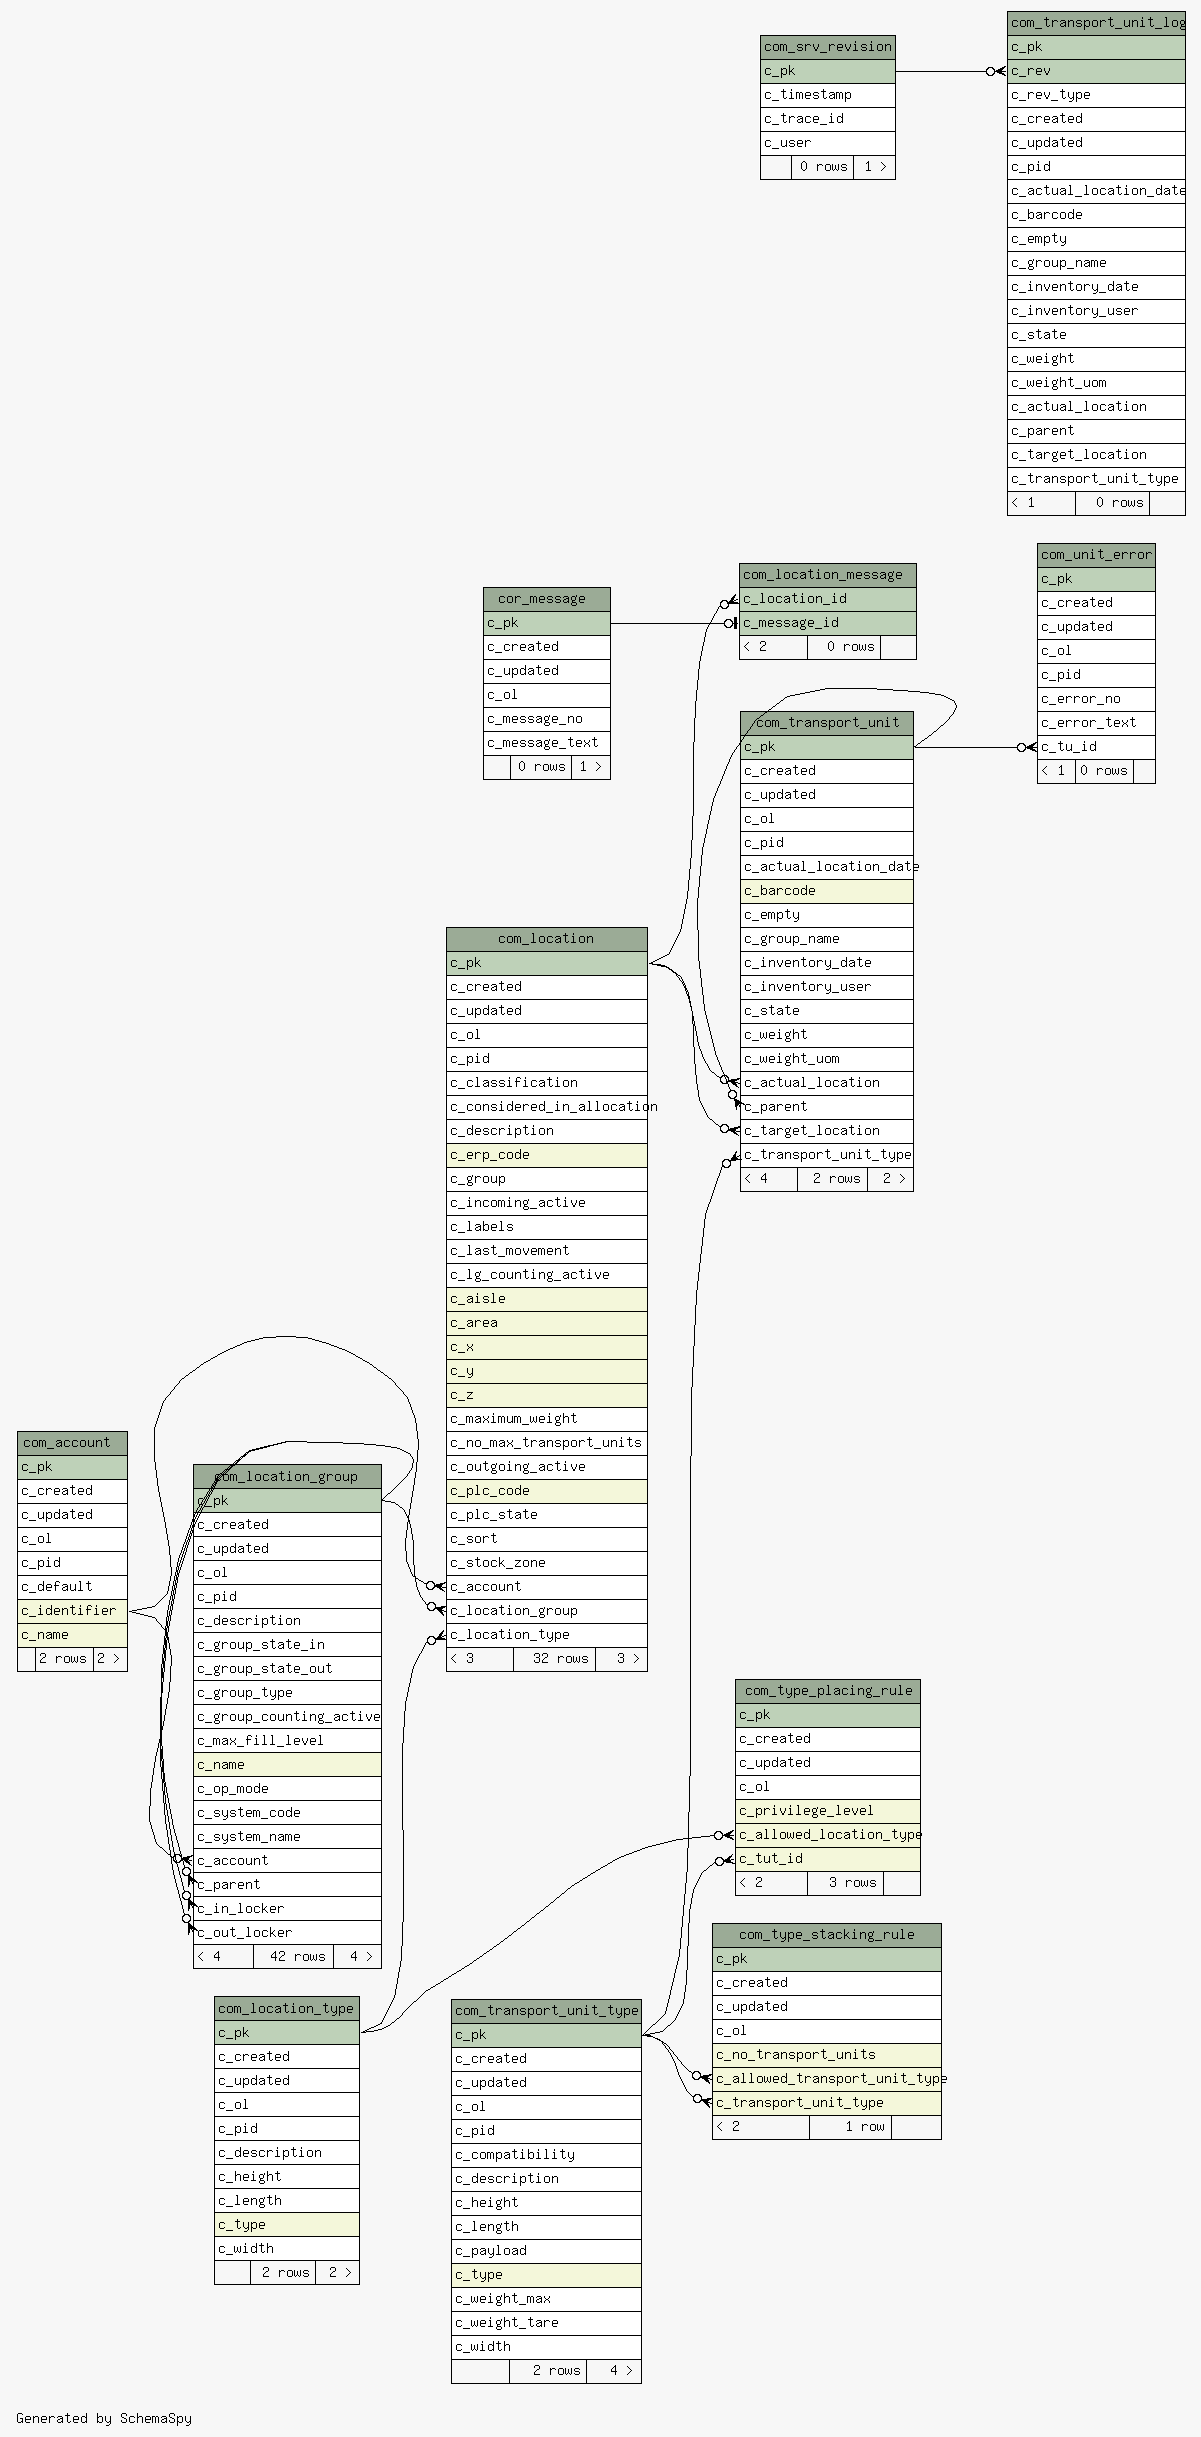 com_transport_unit_log
c_pk
c_rev
c_rev_type
c_created
c_updated
c_pid
c_actual_location_date
c_barcode
c_empty
c_group_name
c_inventory_date
c_inventory_user
c_state
c_weight
c_weight_uom
c_actual_location
c_parent
c_target_location
c_transport_unit_type
< 1 0 rows
com_srv_revision
c_pk
c_timestamp
c_trace_id
c_user
0 rows 1 >
com_unit_error
c_pk
c_created
c_updated
c_ol
c_pid
c_error_no
c_error_text
c_tu_id
< 1 0 rows
com_location_message
c_location_id
c_message_id
< 2 0 rows
cor_message
c_pk
c_created
c_updated
c_ol
c_message_no
c_message_text
0 rows 1 >
com_transport_unit
c_pk
c_created
c_updated
c_ol
c_pid
c_actual_location_date
c_barcode
c_empty
c_group_name
c_inventory_date
c_inventory_user
c_state
c_weight
c_weight_uom
c_actual_location
c_parent
c_target_location
c_transport_unit_type
< 4 2 rows 2 >
com_location
c_pk
c_created
c_updated
c_ol
c_pid
c_classification
c_considered_in_allocation
c_description
c_erp_code
c_group
c_incoming_active
c_labels
c_last_movement
c_lg_counting_active
c_aisle
c_area
c_x
c_y
c_z
c_maximum_weight
c_no_max_transport_units
c_outgoing_active
c_plc_code
c_plc_state
c_sort
c_stock_zone
c_account
c_location_group
c_location_type
< 3 32 rows 3 >
com_account
c_pk
c_created
c_updated
c_ol
c_pid
c_default
c_identifier
c_name
2 rows 2 >
com_location_group
c_pk
c_created
c_updated
c_ol
c_pid
c_description
c_group_state_in
c_group_state_out
c_group_type
c_group_counting_active
c_max_fill_level
c_name
c_op_mode
c_system_code
c_system_name
c_account
c_parent
c_in_locker
c_out_locker
< 4 42 rows 4 >
com_type_placing_rule
c_pk
c_created
c_updated
c_ol
c_privilege_level
c_allowed_location_type
c_tut_id
< 2 3 rows
com_type_stacking_rule
c_pk
c_created
c_updated
c_ol
c_no_transport_units
c_allowed_transport_unit_type
c_transport_unit_type
< 2 1 row
com_location_type
c_pk
c_created
c_updated
c_ol
c_pid
c_description
c_height
c_length
c_type
c_width
2 rows 2 >
com_transport_unit_type
c_pk
c_created
c_updated
c_ol
c_pid
c_compatibility
c_description
c_height
c_length
c_payload
c_type
c_weight_max
c_weight_tare
c_width
2 rows 4 >
Generated by SchemaSpy